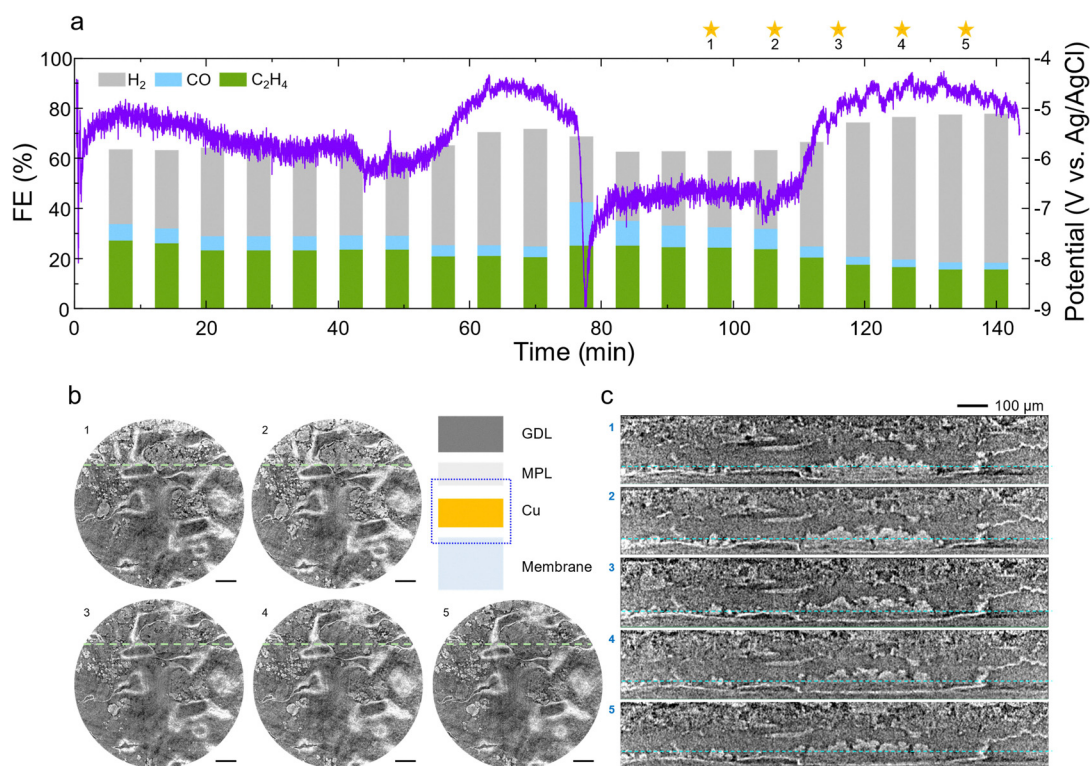 a
1 2 3 4 5
100
80
60
40
20
0
FE (%)
H₂ CO C₂H₄
-4
-5
-6
-7
-8
-9
Potential (V vs. Ag/AgCl)
0 20 40 60 80 100 120 140
Time (min)
b
1
2
3
4
5
GDL
MPL
Cu
Membrane
c
100 µm
1
2
3
4
5